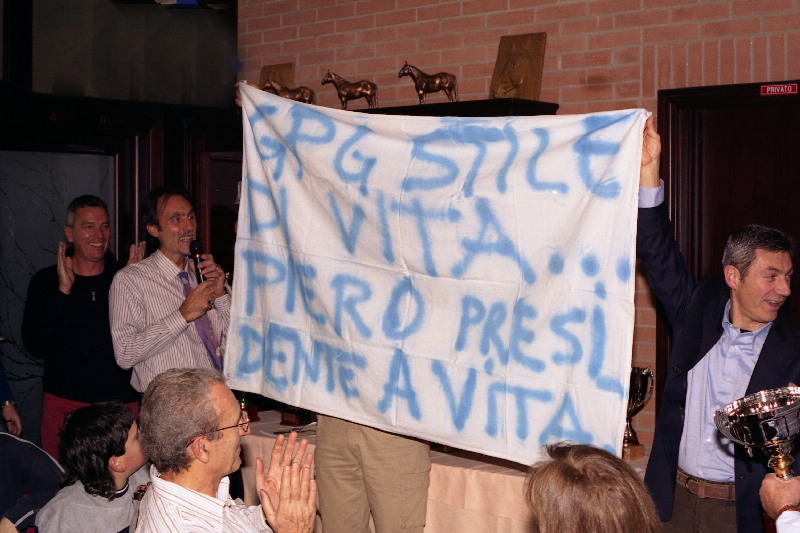 PRIVATO
GPG STILE
DI VITA...
PIERO PRESI
DENTE A VITA.